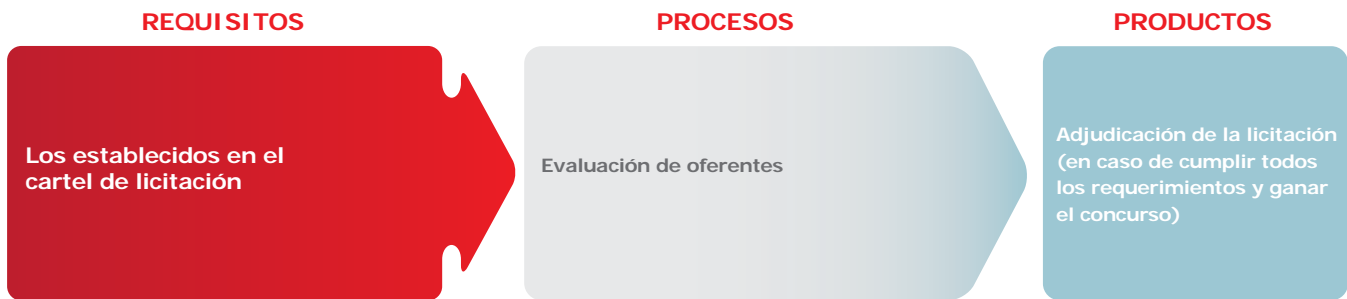 REQUISITOS
PROCESOS
PRODUCTOS
Los establecidos en el
cartel de licitación
Evaluación de oferentes
Adjudicación de la licitación
(en caso de cumplir todos
los requerimientos y ganar
el concurso)